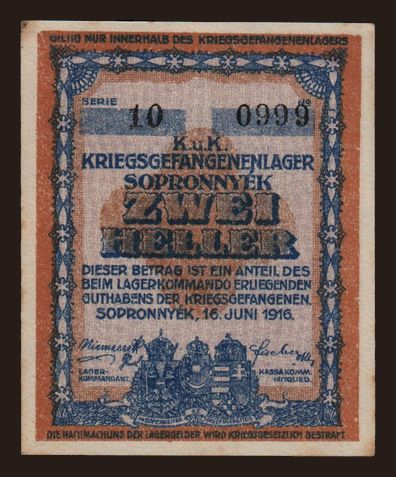 GILTIG NUR INNERHALB DES KRIEGSGEFANGENENLAGERS
SERIE 10 No 0999
K.u.K.
KRIEGSGEFANGENENLAGER
SOPRONNYÉK
ZWEI
HELLER
DIESER BETRAG IST EIN ANTEIL DES
BEIM LAGERKOMMANDO ERLIEGENDEN
GUTHABENS DER KRIEGSGEFANGENEN.
SOPRONNYÉK, 16. JUNI 1916.
LAGER- KASSAKOMM.
KOMMANDANT. MITGLIED.
DIE NACHMACHUNG DER LAGERGELDER WIRD KRIEGSGESETZLICH BESTRAFT